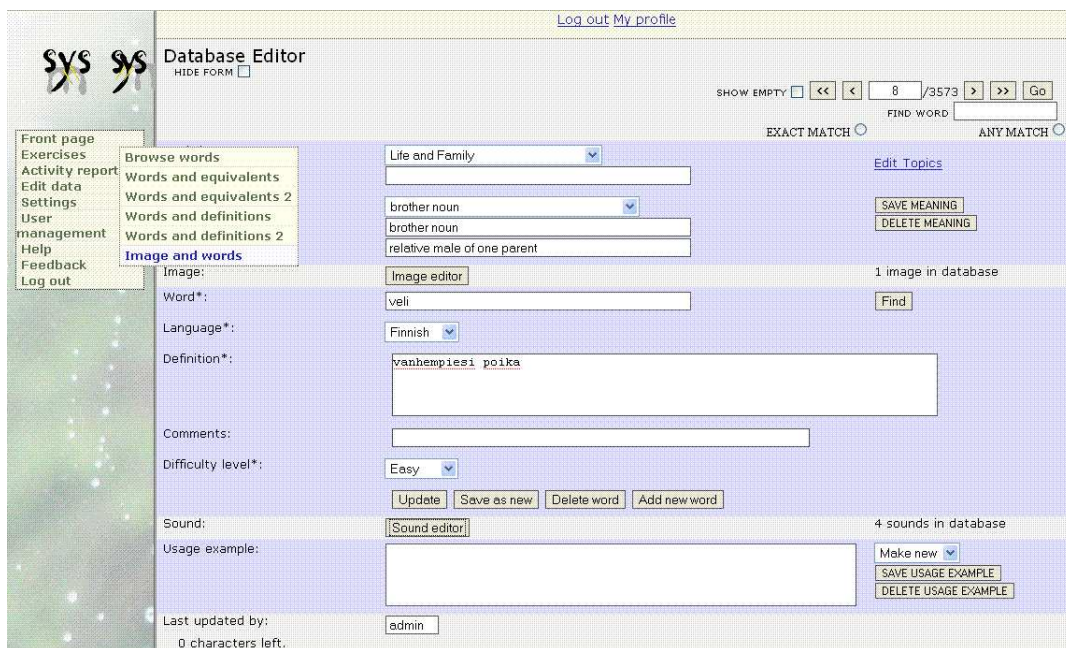 Log out My profile
sys sys
Database Editor
HIDE FORM
SHOW EMPTY << < 8 /3573 > >> Go
FIND WORD
EXACT MATCH ANY MATCH
Front page
Exercises
Activity report
Edit data
Settings
User
management
Help
Feedback
Log out
Browse words
Words and equivalents
Words and equivalents 2
Words and definitions
Words and definitions 2
Image and words
Life and Family
Edit Topics
brother noun
SAVE MEANING
brother noun
DELETE MEANING
relative male of one parent
Image: Image editor 1 image in database
Word*: veli Find
Language*: Finnish
Definition*: vanhempiesi poika
Comments:
Difficulty level*: Easy
Update Save as new Delete word Add new word
Sound: Sound editor 4 sounds in database
Usage example: Make new
SAVE USAGE EXAMPLE
DELETE USAGE EXAMPLE
Last updated by: admin
0 characters left.